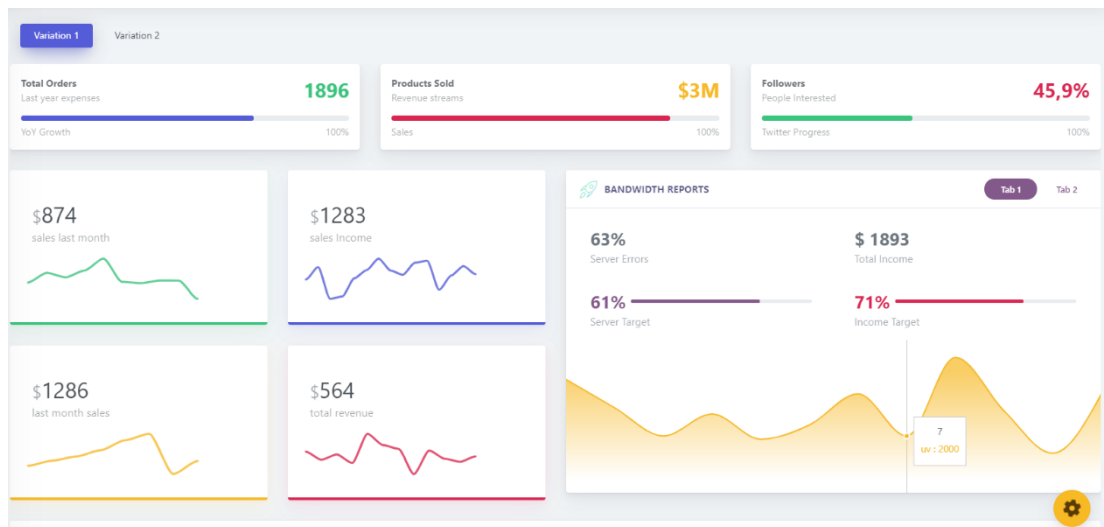 Variation 1 Variation 2
Total Orders
Last year expenses
1896
YoY Growth 100%
Products Sold
Revenue streams
$3M
Sales 100%
Followers
People Interested
45,9%
Twitter Progress 100%
$874
sales last month
$1283
sales Income
$1286
last month sales
$564
total revenue
BANDWIDTH REPORTS Tab 1 Tab 2
63%
Server Errors
$ 1893
Total Income
61%
Server Target
71%
Income Target
7
uv : 2000